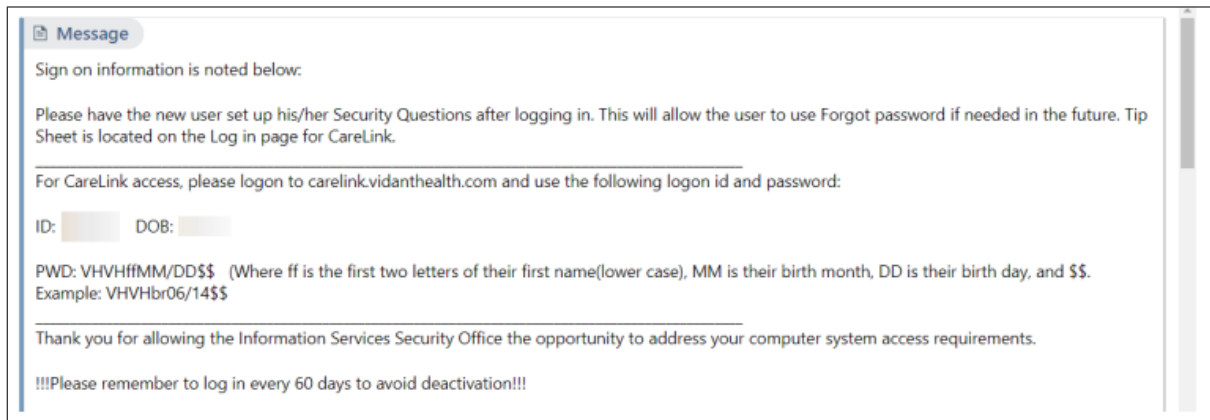 Message
Sign on information is noted below:
Please have the new user set up his/her Security Questions after logging in. This will allow the user to use Forgot password if needed in the future. Tip
Sheet is located on the Log in page for CareLink.
For CareLink access, please logon to carelink.vidanthealth.com and use the following logon id and password:
ID: DOB:
PWD: VHVHffMM/DD$$ (Where ff is the first two letters of their first name(lower case), MM is their birth month, DD is their birth day, and $$.
Example: VHVHbr06/14$$
Thank you for allowing the Information Services Security Office the opportunity to address your computer system access requirements.
!!!Please remember to log in every 60 days to avoid deactivation!!!